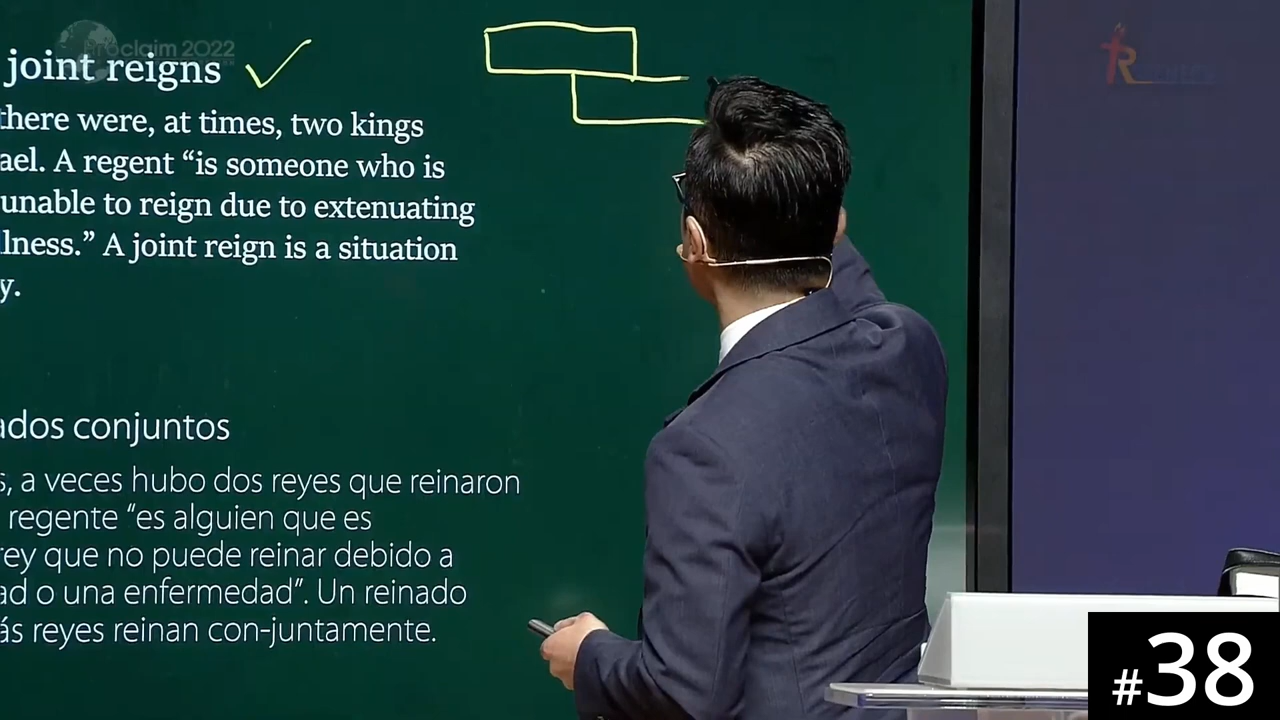 Proclaim 2022
joint reigns
there were, at times, two kings
ael. A regent “is someone who is
unable to reign due to extenuating
lness.” A joint reign is a situation
y.
ados conjuntos
s, a veces hubo dos reyes que reinaron
regente “es alguien que es
rey que no puede reinar debido a
ad o una enfermedad”. Un reinado
ás reyes reinan con-juntamente.
#38